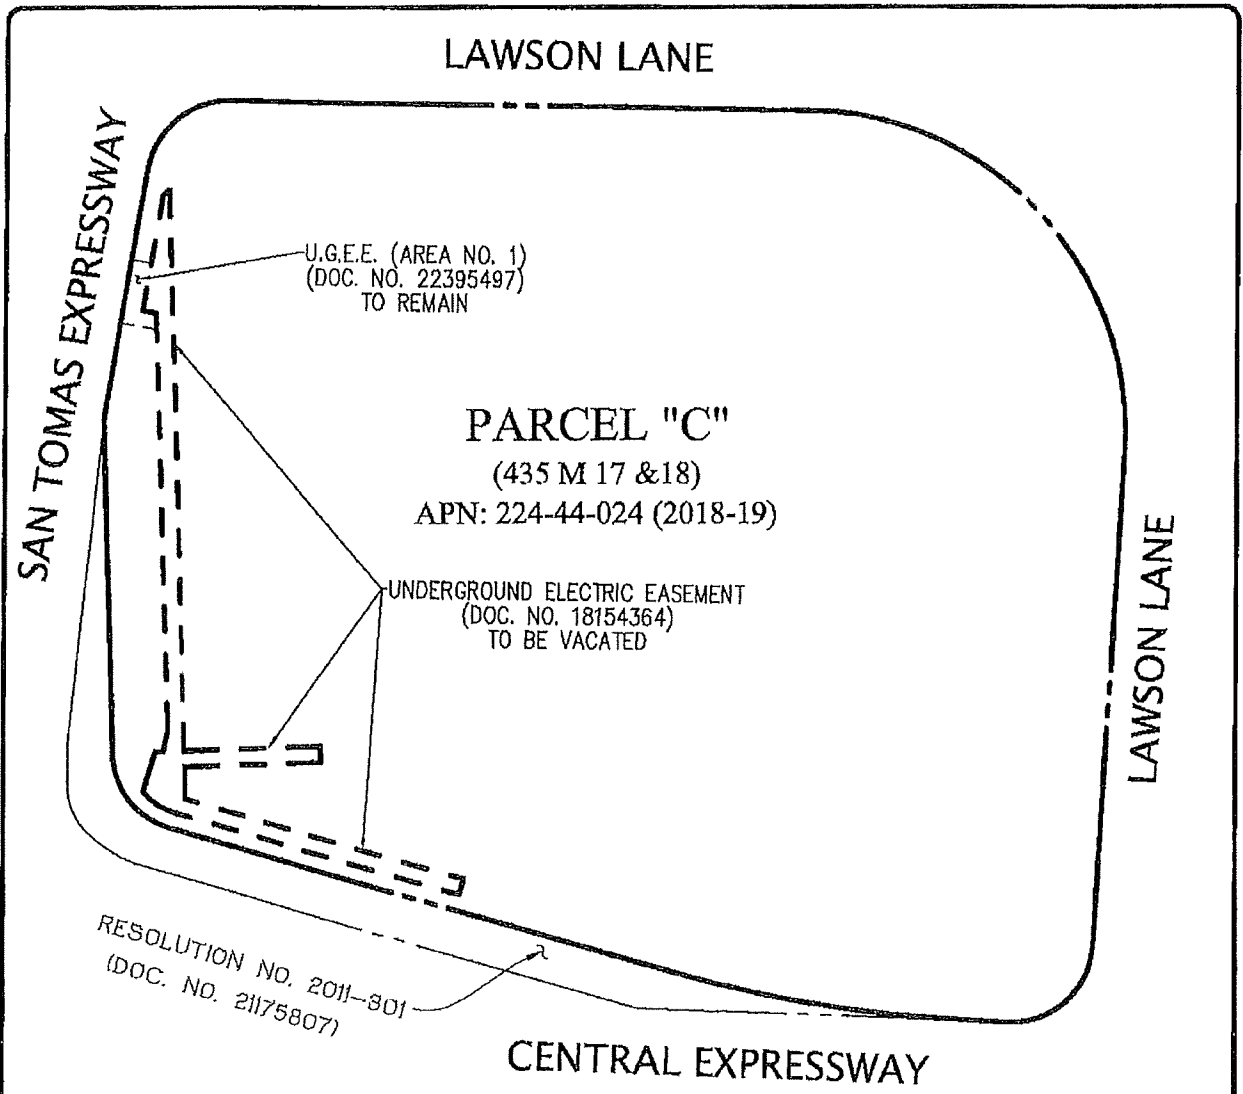 LAWSON LANE
SAN TOMAS EXPRESSWAY
U.G.E.E. (AREA NO. 1)
(DOC. NO. 22395497)
TO REMAIN
PARCEL "C"
(435 M 17 &18)
APN: 224-44-024 (2018-19)
UNDERGROUND ELECTRIC EASEMENT
(DOC. NO. 18154364)
TO BE VACATED
LAWSON LANE
RESOLUTION NO. 2011-801
(DOC. NO. 21175807)
CENTRAL EXPRESSWAY